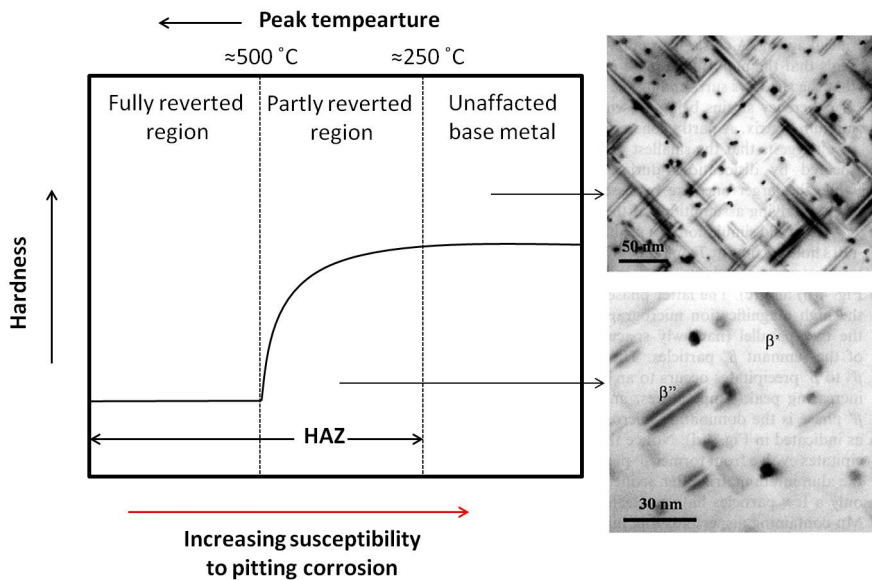 Peak tempearture
≈500 ˚C
≈250 ˚C
Fully reverted
region
Partly reverted
region
Unaffacted
base metal
Hardness
HAZ
Increasing susceptibility
to pitting corrosion
50 nm
β'
β''
30 nm